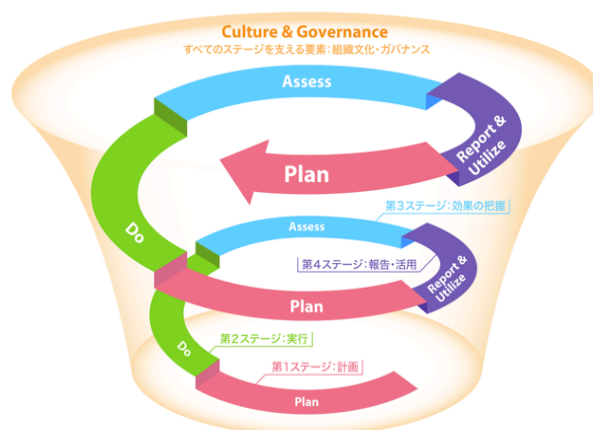 Culture & Governance
すべてのステージを支える要素：組織文化・ガバナンス
Assess
Report &
Utilize
Plan
Do
第3ステージ：効果の把握
Assess
第4ステージ：報告・活用
Report &
Utilize
Plan
第2ステージ：実行
Do
第1ステージ：計画
Plan